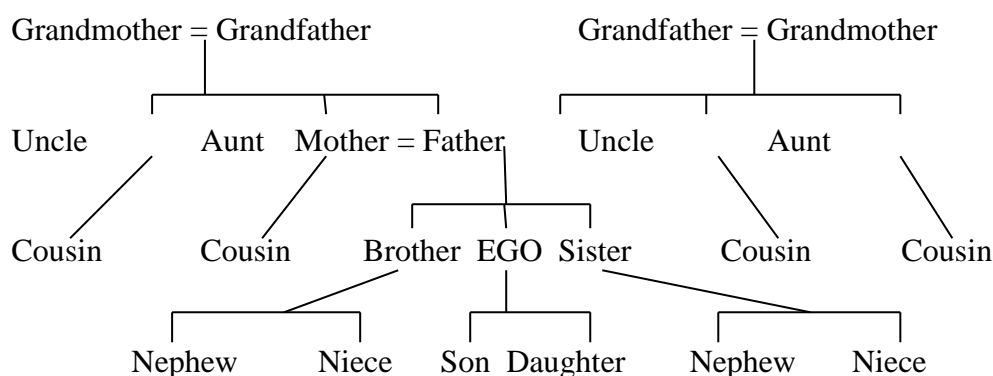 Grandmother = Grandfather Grandfather = Grandmother
Uncle Aunt Mother = Father Uncle Aunt
Cousin Cousin Brother EGO Sister Cousin Cousin
Nephew Niece Son Daughter Nephew Niece